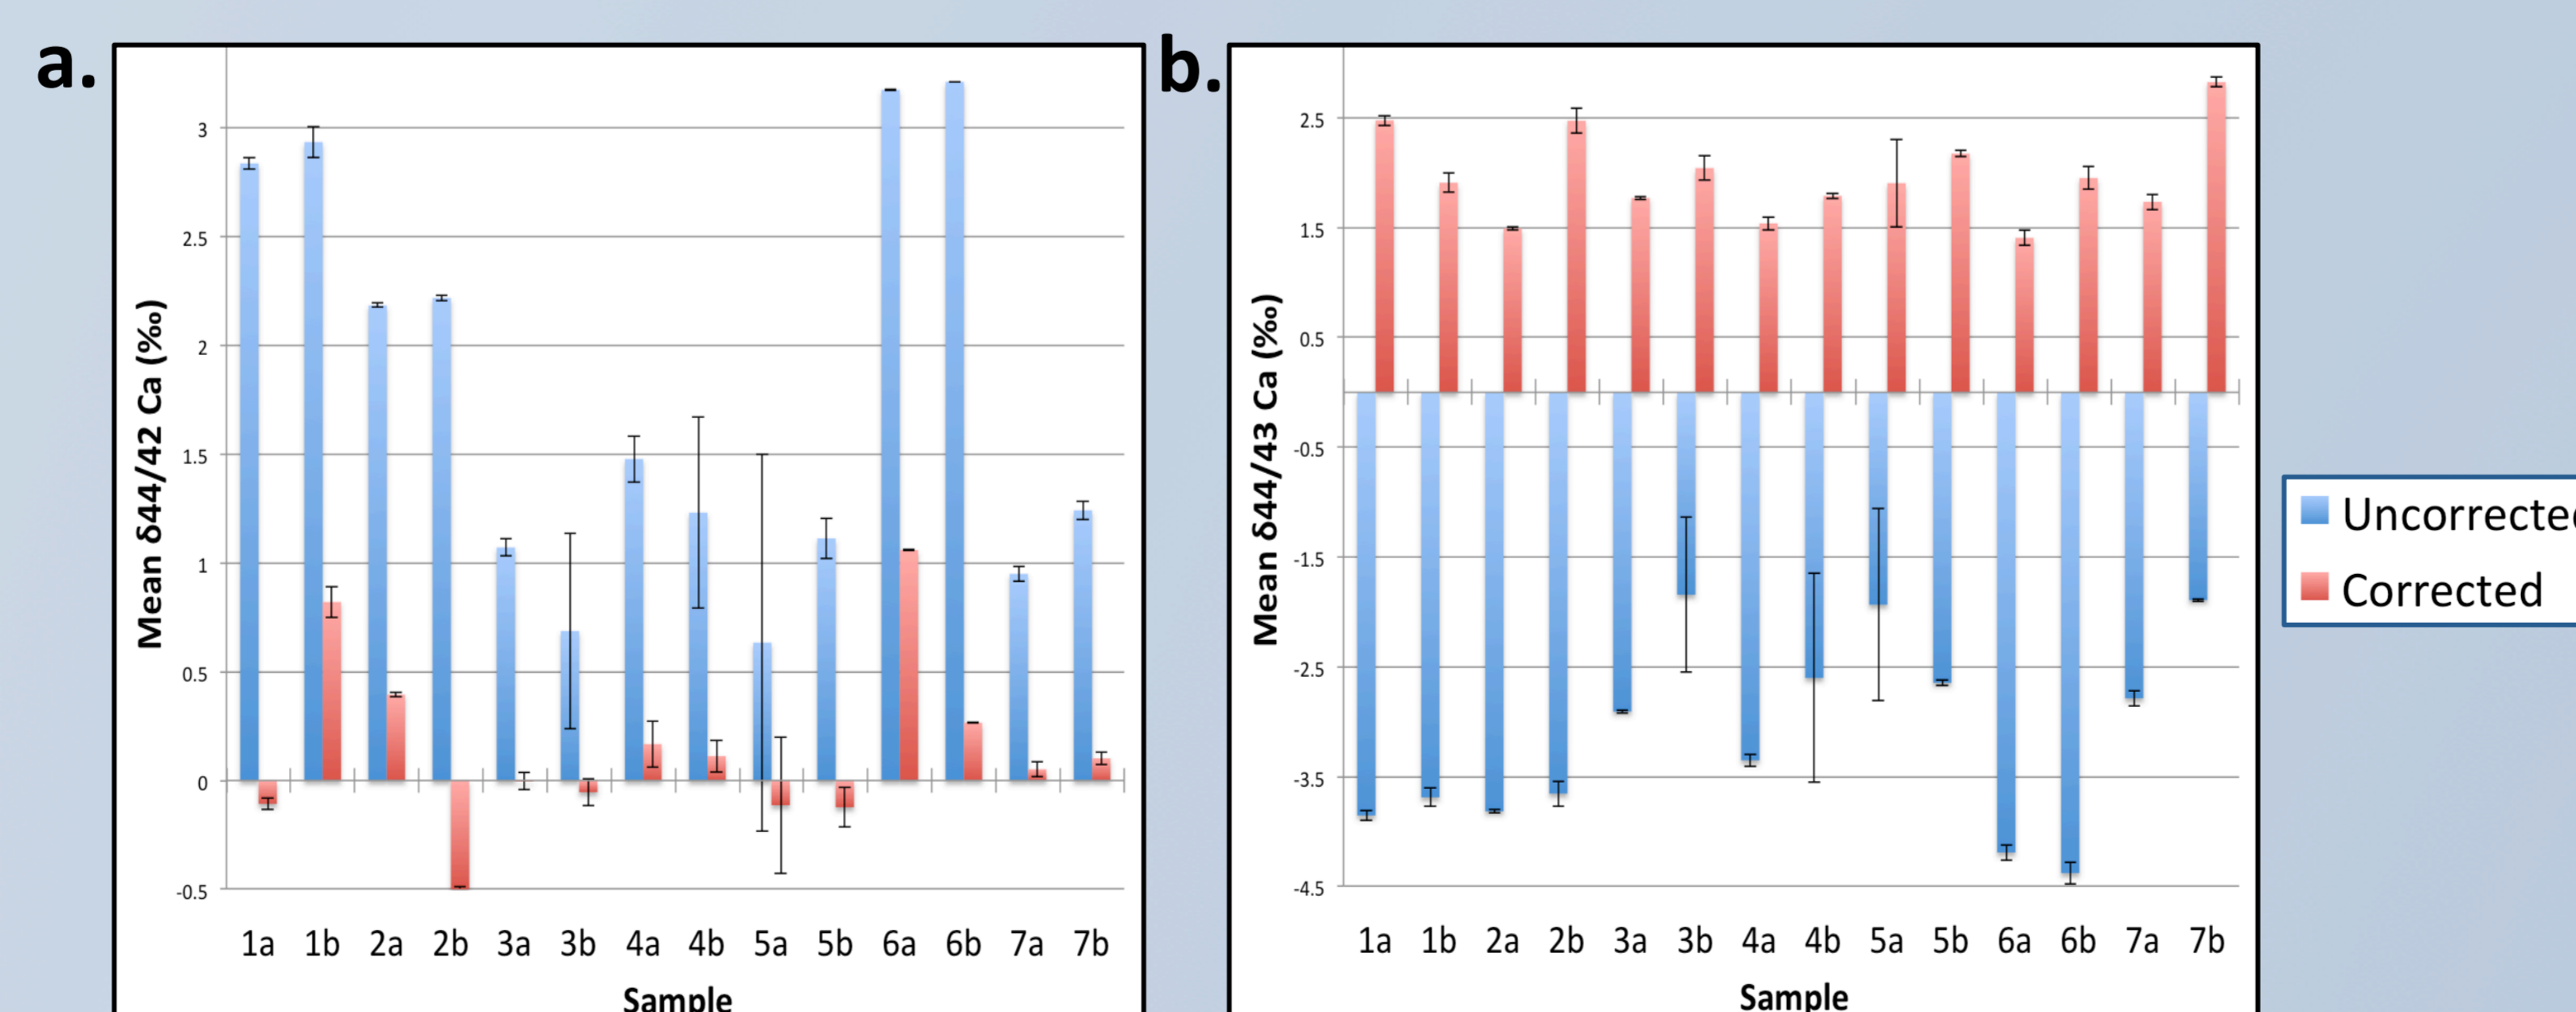 a.
Mean δ44/42 Ca (‰)
3
2.5
2
1.5
1
0.5
0
-0.5
1a 1b 2a 2b 3a 3b 4a 4b 5a 5b 6a 6b 7a 7b
Sample
b.
Mean δ44/43 Ca (‰)
2.5
1.5
0.5
-0.5
-1.5
-2.5
-3.5
-4.5
1a 1b 2a 2b 3a 3b 4a 4b 5a 5b 6a 6b 7a 7b
Sample
Uncorrected
Corrected